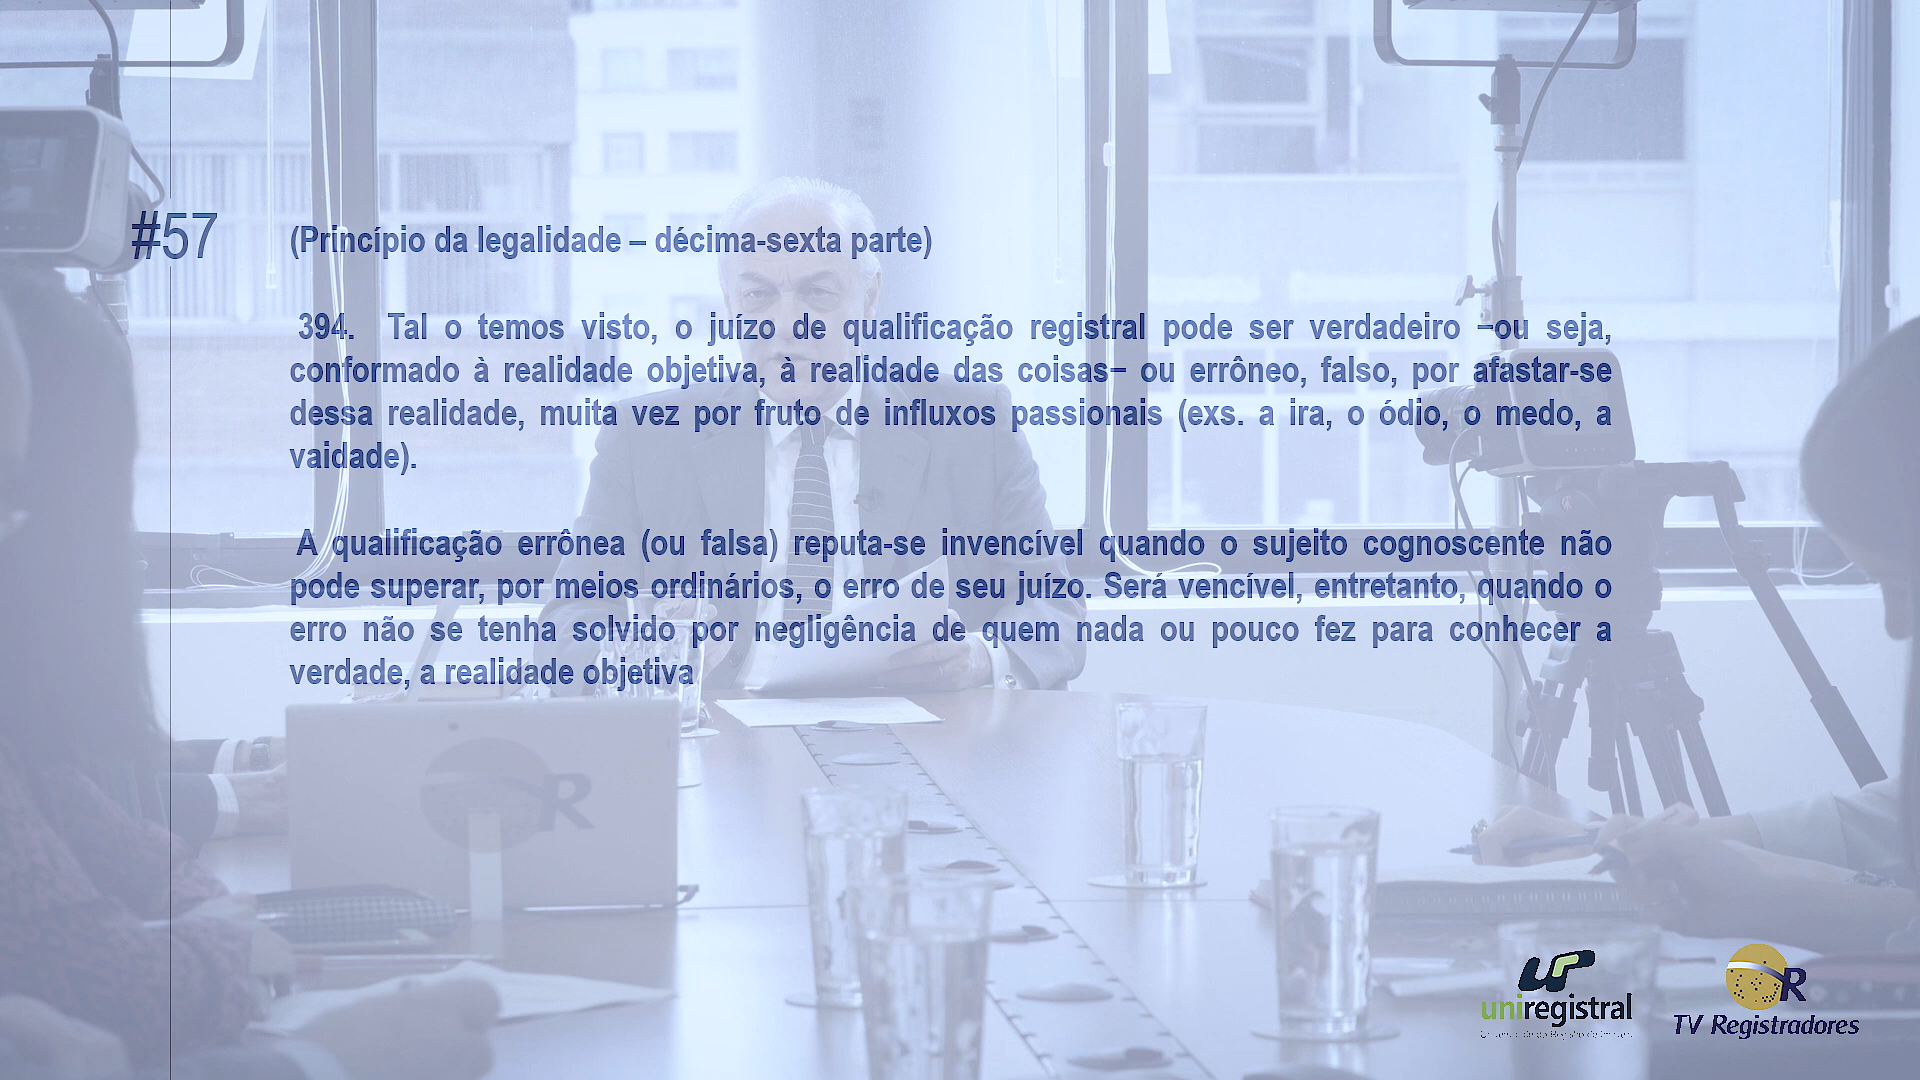 #57
(Princípio da legalidade – décima-sexta parte)
394. Tal o temos visto, o juízo de qualificação registral pode ser verdadeiro –ou seja,
conformado à realidade objetiva, à realidade das coisas– ou errôneo, falso, por afastar-se
dessa realidade, muita vez por fruto de influxos passionais (exs. a ira, o ódio, o medo, a
vaidade).
A qualificação errônea (ou falsa) reputa-se invencível quando o sujeito cognoscente não
pode superar, por meios ordinários, o erro de seu juízo. Será vencível, entretanto, quando o
erro não se tenha solvido por negligência de quem nada ou pouco fez para conhecer a
verdade, a realidade objetiva
R
uniregistral
R
TV Registradores